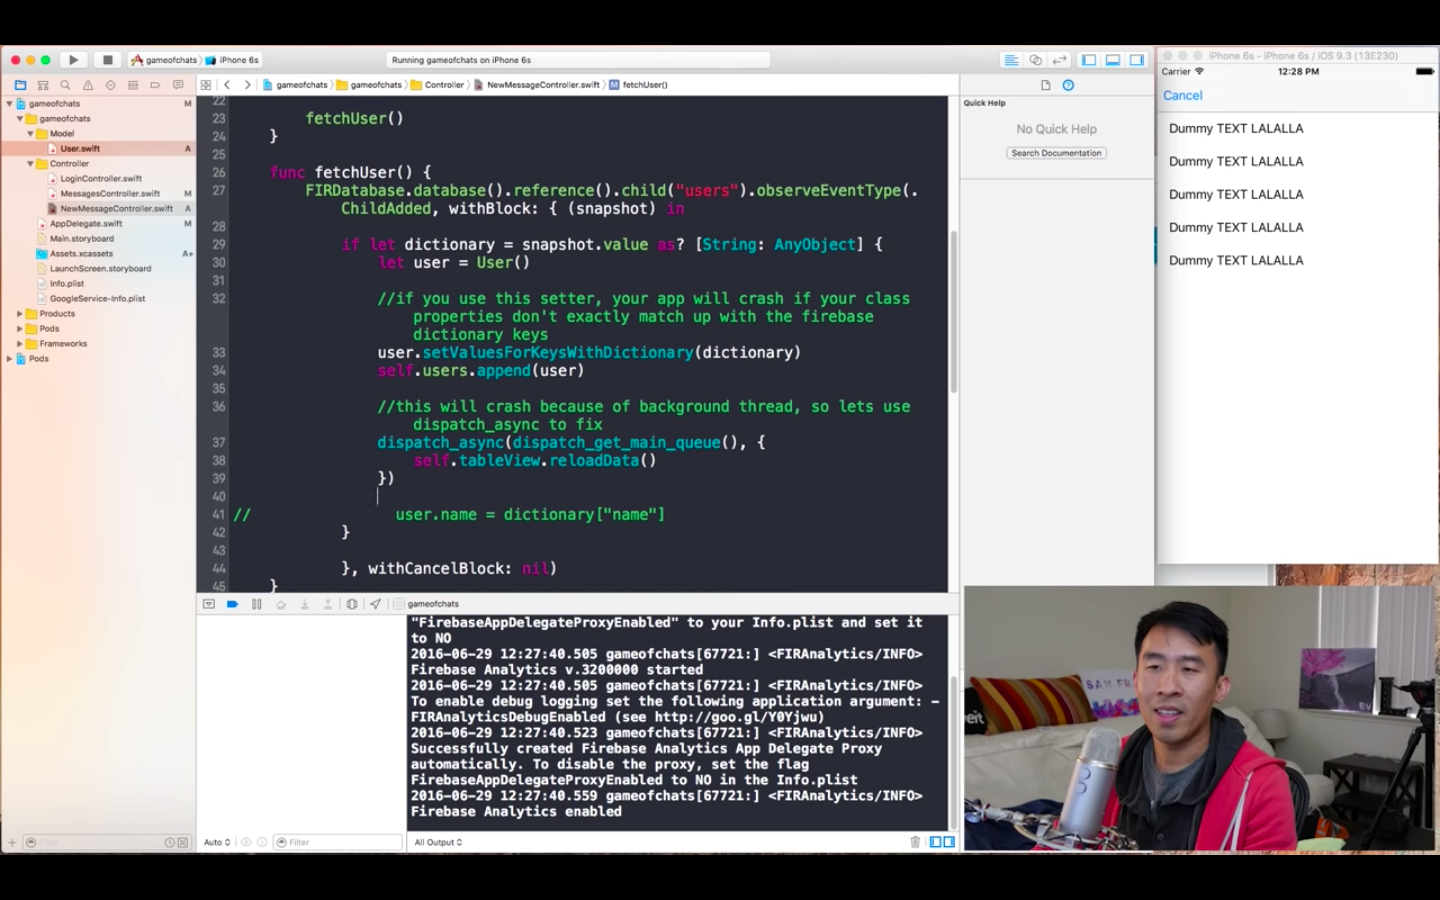 gameofchats
iPhone 6s
Running gameofchats on iPhone 6s
iPhone 6s - iPhone 6s / iOS 9.3 (13E230)
gameofchats
M
gameofchats
Model
User.swift
A
Controller
LoginController.swift
MessagesController.swift
M
NewMessageController.swift
A
AppDelegate.swift
M
Main.storyboard
Assets.xcassets
A+
LaunchScreen.storyboard
Info.plist
GoogleService-Info.plist
Products
Pods
Frameworks
Pods
gameofchats
gameofchats
Controller
NewMessageController.swift
M
fetchUser()
22
23 fetchUser()
24 }
25
26 func fetchUser() {
27 FIRDatabase.database().reference().child("users").observeEventType(.
ChildAdded, withBlock: { (snapshot) in
28
29 if let dictionary = snapshot.value as? [String: AnyObject] {
30 let user = User()
31
32 //if you use this setter, your app will crash if your class
properties don't exactly match up with the firebase
dictionary keys
33 user.setValuesForKeysWithDictionary(dictionary)
34 self.users.append(user)
35
36 //this will crash because of background thread, so lets use
dispatch_async to fix
37 dispatch_async(dispatch_get_main_queue(), {
38 self.tableView.reloadData()
39 })
40
41 // user.name = dictionary["name"]
42 }
43
44 }, withCancelBlock: nil)
45 }
gameofchats
"FirebaseAppDelegateProxyEnabled" to your Info.plist and set it
to NO
2016-06-29 12:27:40.505 gameofchats[67721:] <FIRAnalytics/INFO>
Firebase Analytics v.3200000 started
2016-06-29 12:27:40.505 gameofchats[67721:] <FIRAnalytics/INFO>
To enable debug logging set the following application argument: -
FIRAnalyticsDebugEnabled (see http://goo.gl/Y0Yjwu)
2016-06-29 12:27:40.523 gameofchats[67721:] <FIRAnalytics/INFO>
Successfully created Firebase Analytics App Delegate Proxy
automatically. To disable the proxy, set the flag
FirebaseAppDelegateProxyEnabled to NO in the Info.plist
2016-06-29 12:27:40.559 gameofchats[67721:] <FIRAnalytics/INFO>
Firebase Analytics enabled
Filter
Auto
Filter
All Output
Quick Help
No Quick Help
Search Documentation
Carrier
12:28 PM
Cancel
Dummy TEXT LALALLA
Dummy TEXT LALALLA
Dummy TEXT LALALLA
Dummy TEXT LALALLA
Dummy TEXT LALALLA